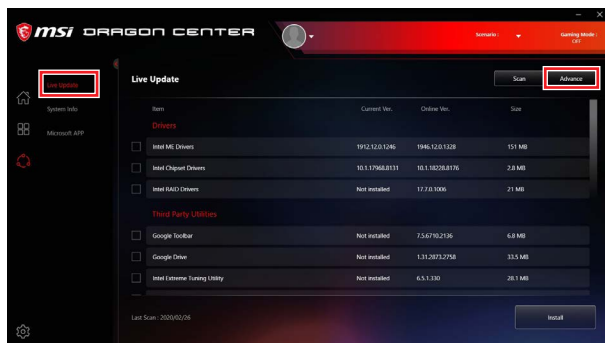 msi DRAGON CENTER
Scenario :
Gaming Mode :
OFF
Live Update
System Info
Microsoft APP
Live Update
Scan
Advance
Item Current Ver. Online Ver. Size
Drivers
Intel ME Drivers 1912.12.0.1246 1946.12.0.1328 151 MB
Intel Chipset Drivers 10.1.17968.8131 10.1.18228.8176 2.8 MB
Intel RAID Drivers Not installed 17.7.0.1006 21 MB
Third Party Utilities
Google Toolbar Not installed 7.5.6710.2136 6.8 MB
Google Drive Not installed 1.31.2873.2758 33.5 MB
Intel Extreme Tuning Utility Not installed 6.5.1.330 28.1 MB
Last Scan : 2020/02/26
Install